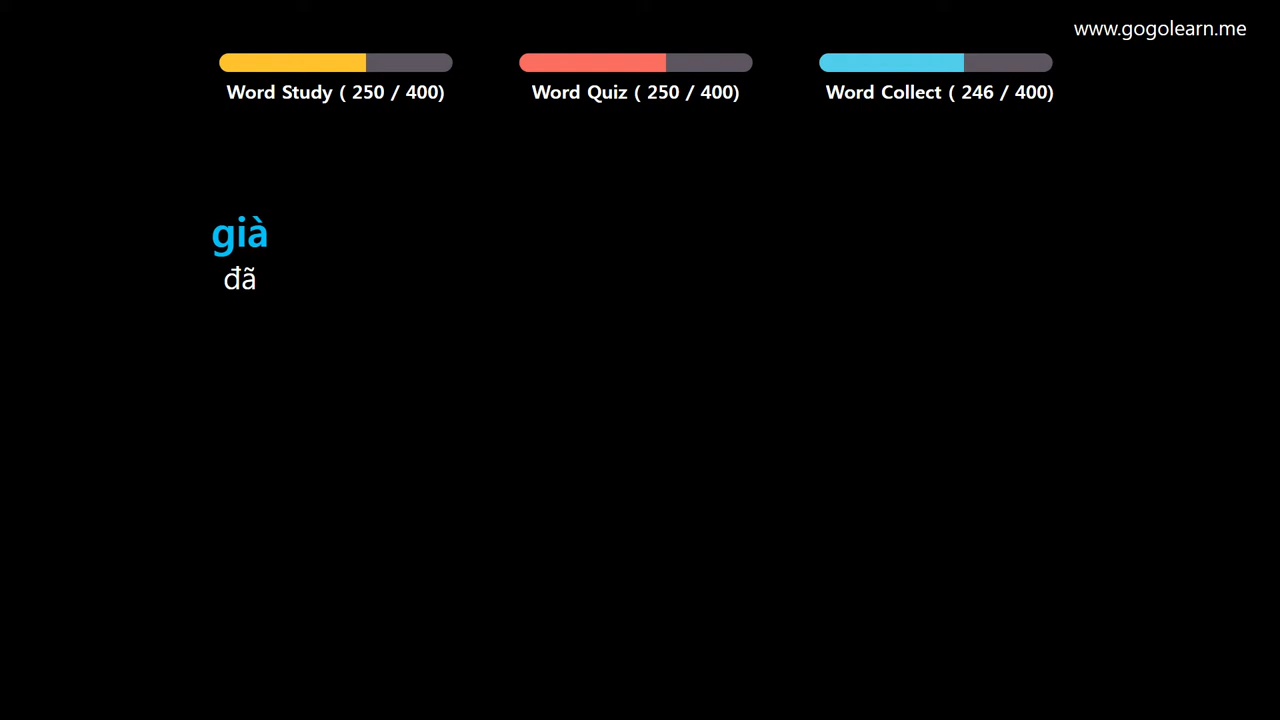 www.gogolearn.me
Word Study ( 250 / 400)
Word Quiz ( 250 / 400)
Word Collect ( 246 / 400)
già
đã